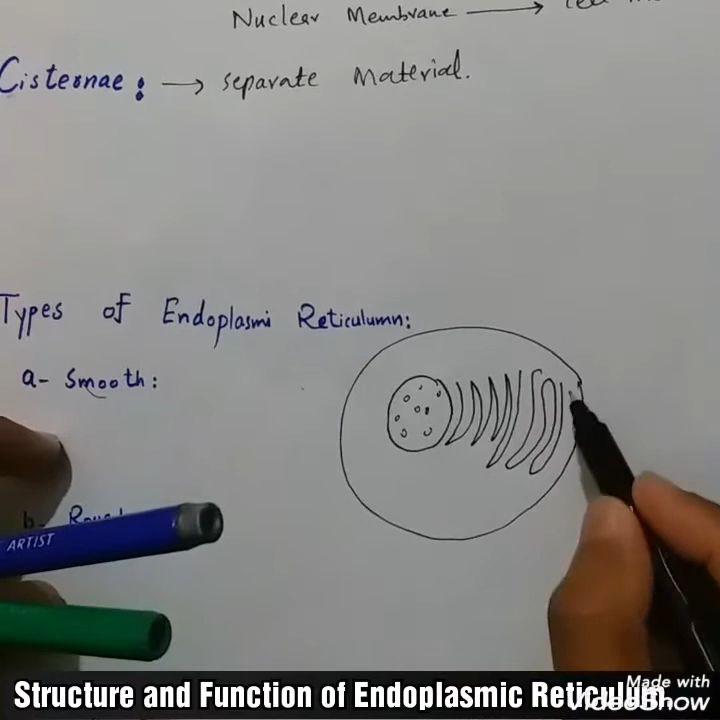 Nuclear Membrane →
Cisternae: → separate Material.
Types of Endoplasmi Reticulumn:
a- Smooth:
b-
ARTIST
Structure and Function of Endoplasmic Reticulum
Made with
VideoShow